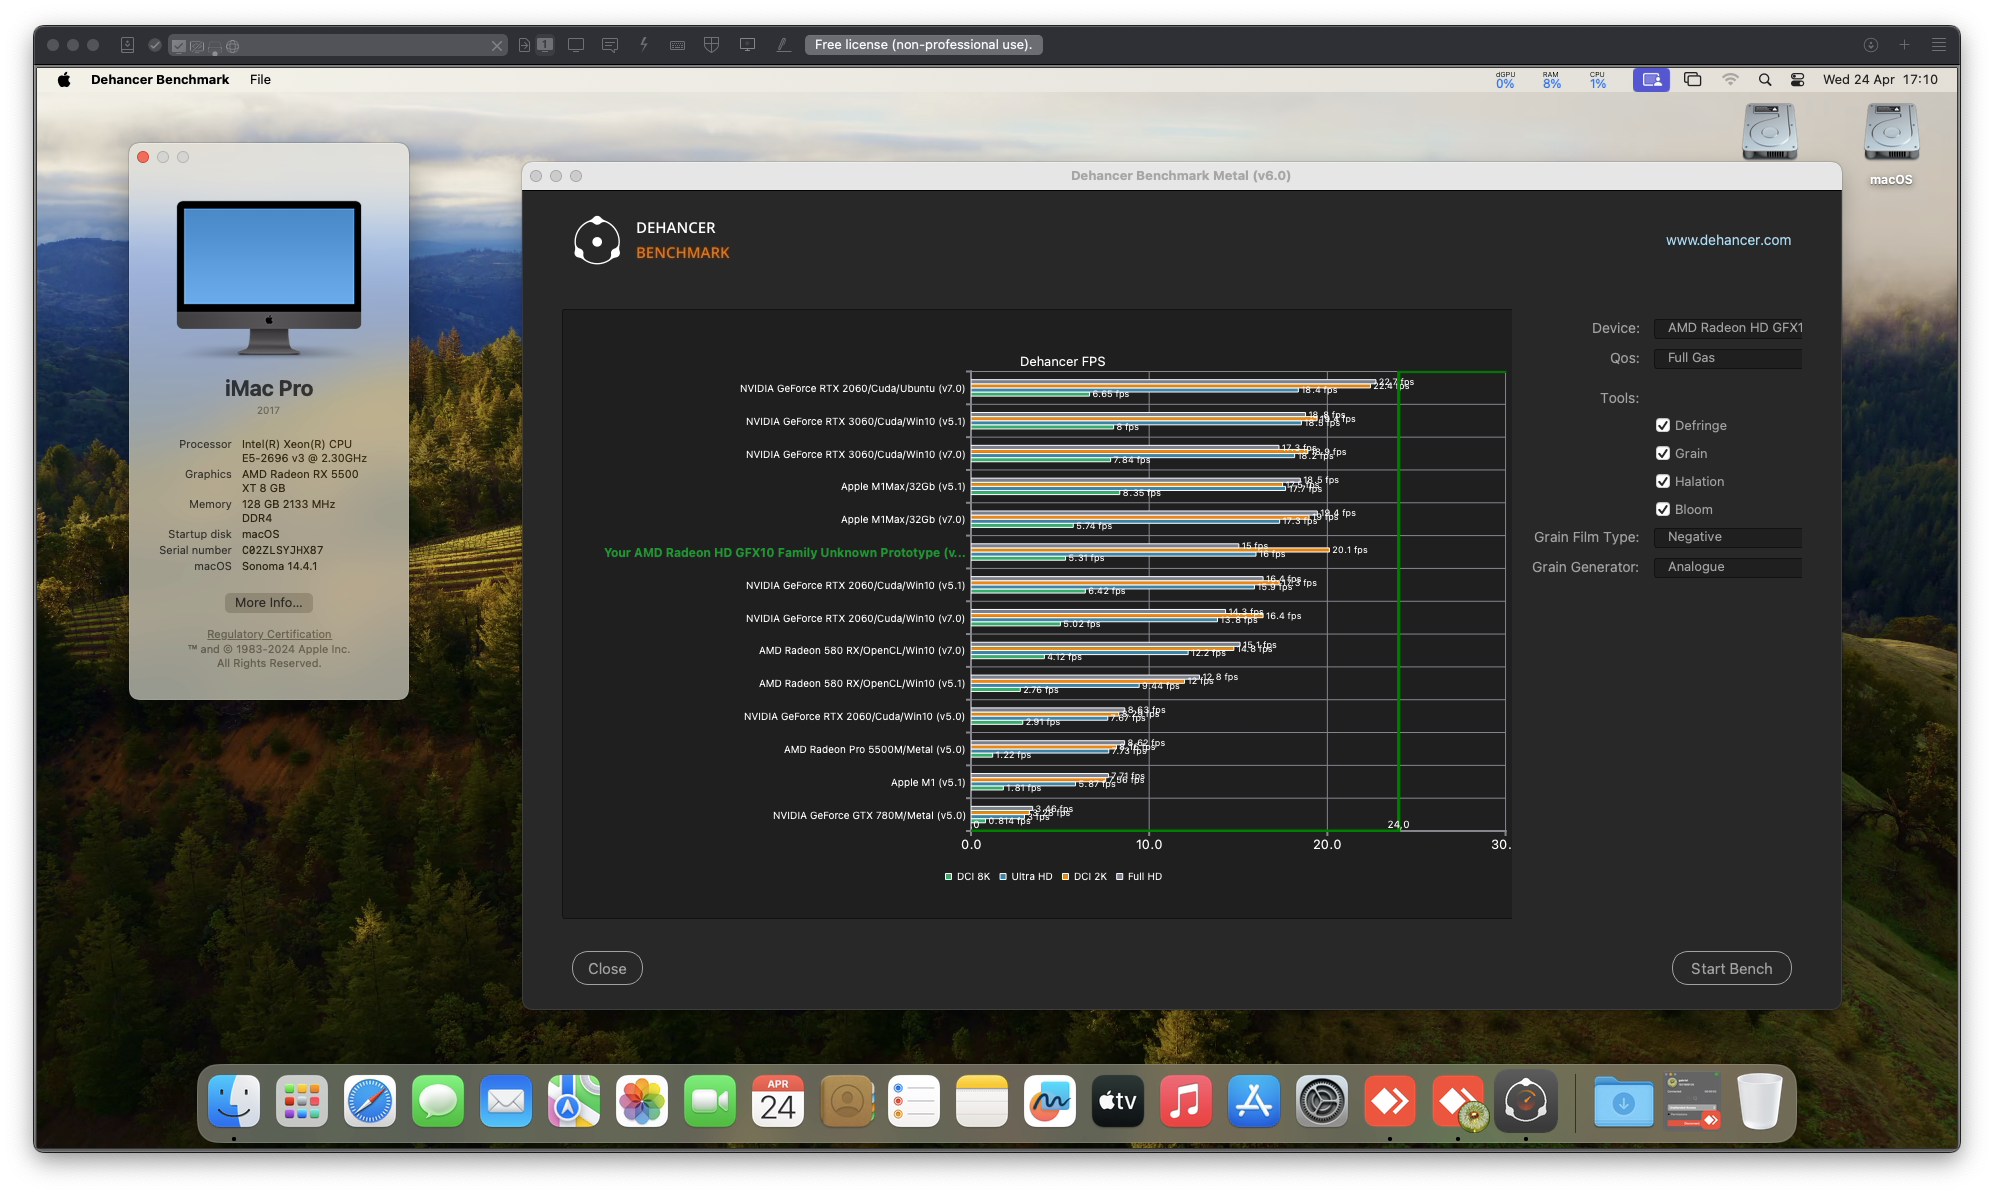 1
Free license (non-professional use).
Dehancer Benchmark File
dGPU 0% RAM 8% CPU 1% Wed 24 Apr 17:10
macOS
iMac Pro
2017
Processor Intel(R) Xeon(R) CPU
E5-2696 v3 @ 2.30GHz
Graphics AMD Radeon RX 5500
XT 8 GB
Memory 128 GB 2133 MHz
DDR4
Startup disk macOS
Serial number C02ZLSYJHX87
macOS Sonoma 14.4.1
More Info...
Regulatory Certification
™ and © 1983-2024 Apple Inc.
All Rights Reserved.
Dehancer Benchmark Metal (v6.0)
DEHANCER
BENCHMARK
www.dehancer.com
Dehancer FPS
NVIDIA GeForce RTX 2060/Cuda/Ubuntu (v7.0) 22.7 fps 22.4 fps 18.4 fps 6.65 fps
NVIDIA GeForce RTX 3060/Cuda/Win10 (v5.1) 18.8 fps 18.5 fps 8 fps
NVIDIA GeForce RTX 3060/Cuda/Win10 (v7.0) 17.3 fps 18.9 fps 18.2 fps 7.84 fps
Apple M1Max/32Gb (v5.1) 18.5 fps 17.7 fps 8.35 fps
Apple M1Max/32Gb (v7.0) 19.4 fps 19 fps 17.3 fps 5.74 fps
Your AMD Radeon HD GFX10 Family Unknown Prototype (v... 15 fps 20.1 fps 16 fps 5.31 fps
NVIDIA GeForce RTX 2060/Cuda/Win10 (v5.1) 16.4 fps 17.3 fps 15.9 fps 6.42 fps
NVIDIA GeForce RTX 2060/Cuda/Win10 (v7.0) 14.3 fps 16.4 fps 13.8 fps 5.02 fps
AMD Radeon 580 RX/OpenCL/Win10 (v7.0) 15.1 fps 14.8 fps 12.2 fps 4.12 fps
AMD Radeon 580 RX/OpenCL/Win10 (v5.1) 12.8 fps 12 fps 9.44 fps 2.76 fps
NVIDIA GeForce RTX 2060/Cuda/Win10 (v5.0) 8.63 fps 7.67 fps 2.91 fps
AMD Radeon Pro 5500M/Metal (v5.0) 8.62 fps 7.73 fps 1.22 fps
Apple M1 (v5.1) 7.71 fps 7.56 fps 5.87 fps 1.81 fps
NVIDIA GeForce GTX 780M/Metal (v5.0) 3.46 fps 3 fps 0.814 fps
0 24.0
0.0 10.0 20.0 30.
DCI 8K Ultra HD DCI 2K Full HD
Device: AMD Radeon HD GFX1
Qos: Full Gas
Tools:
Defringe
Grain
Halation
Bloom
Grain Film Type: Negative
Grain Generator: Analogue
Close
Start Bench
APR
24
tv